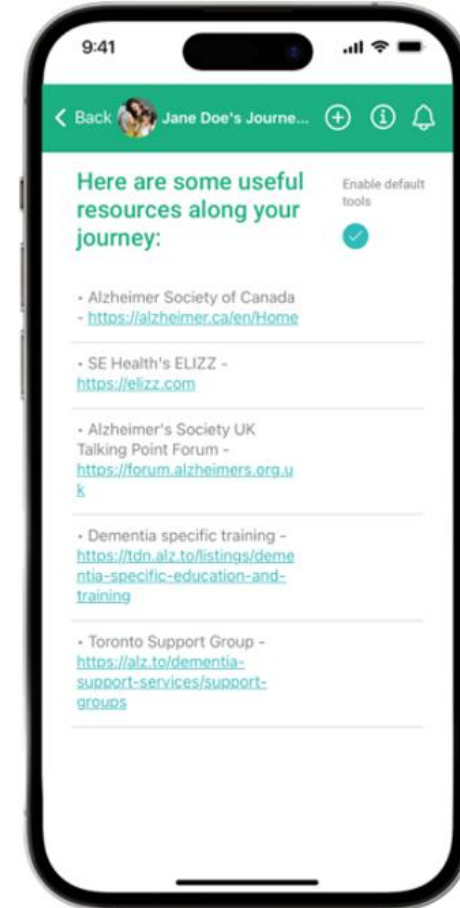 9:41
Back Jane Doe's Journe...
Here are some useful
resources along your
journey:
Enable default
tools
• Alzheimer Society of Canada
- https://alzheimer.ca/en/Home
• SE Health's ELIZZ -
https://elizz.com
• Alzheimer's Society UK
Talking Point Forum -
https://forum.alzheimers.org.u
k
• Dementia specific training -
https://tdn.alz.to/listings/deme
ntia-specific-education-and-
training
• Toronto Support Group -
https://alz.to/dementia-
support-services/support-
groups